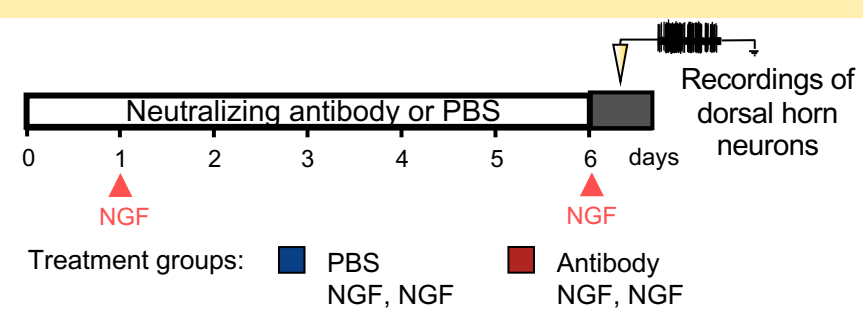 Recordings of
dorsal horn
neurons
Neutralizing antibody or PBS
0 1 2 3 4 5 6 days
NGF NGF
Treatment groups: PBS Antibody
NGF, NGF NGF, NGF